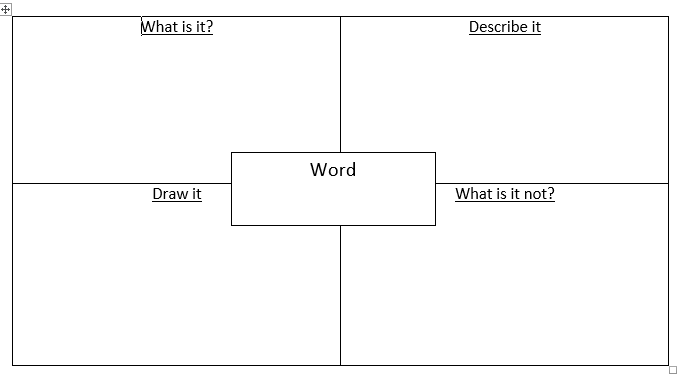 What is it?
Describe it
Word
Draw it
What is it not?